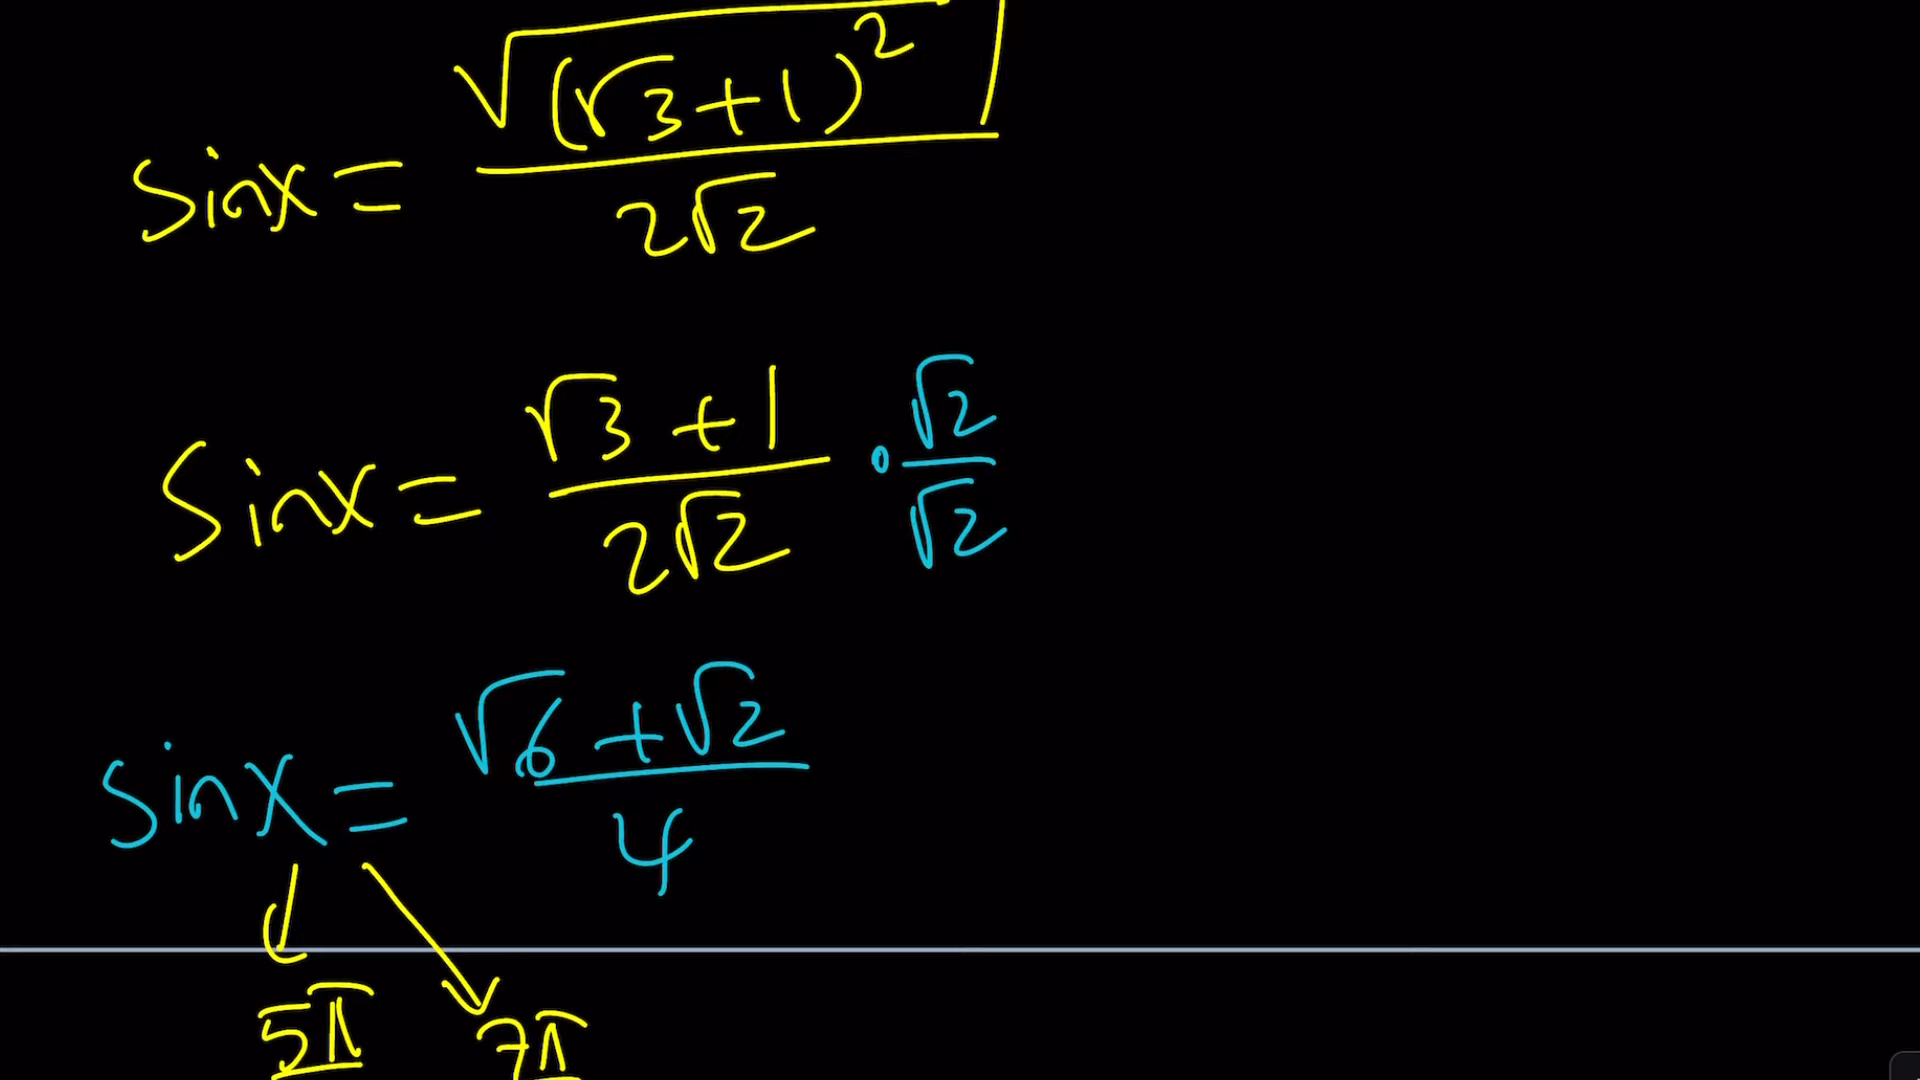 sinx = √(√3+1)² / 2√2
sinx = √3 + 1 / 2√2 · √2 / √2
sinx = √6 + √2 / 4
5π 7π